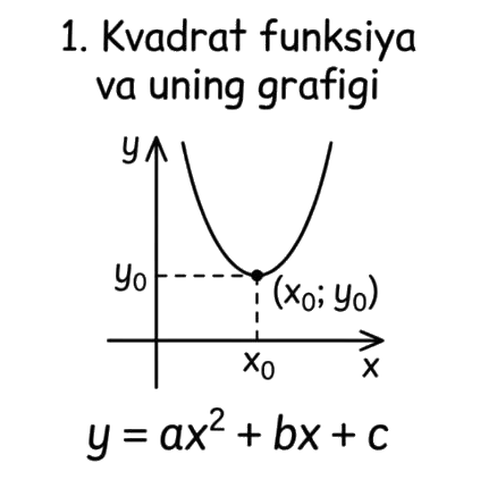 1. Kvadrat funksiya
va uning grafigi
y
y₀
(x₀; y₀)
x₀
x
y = ax² + bx + c